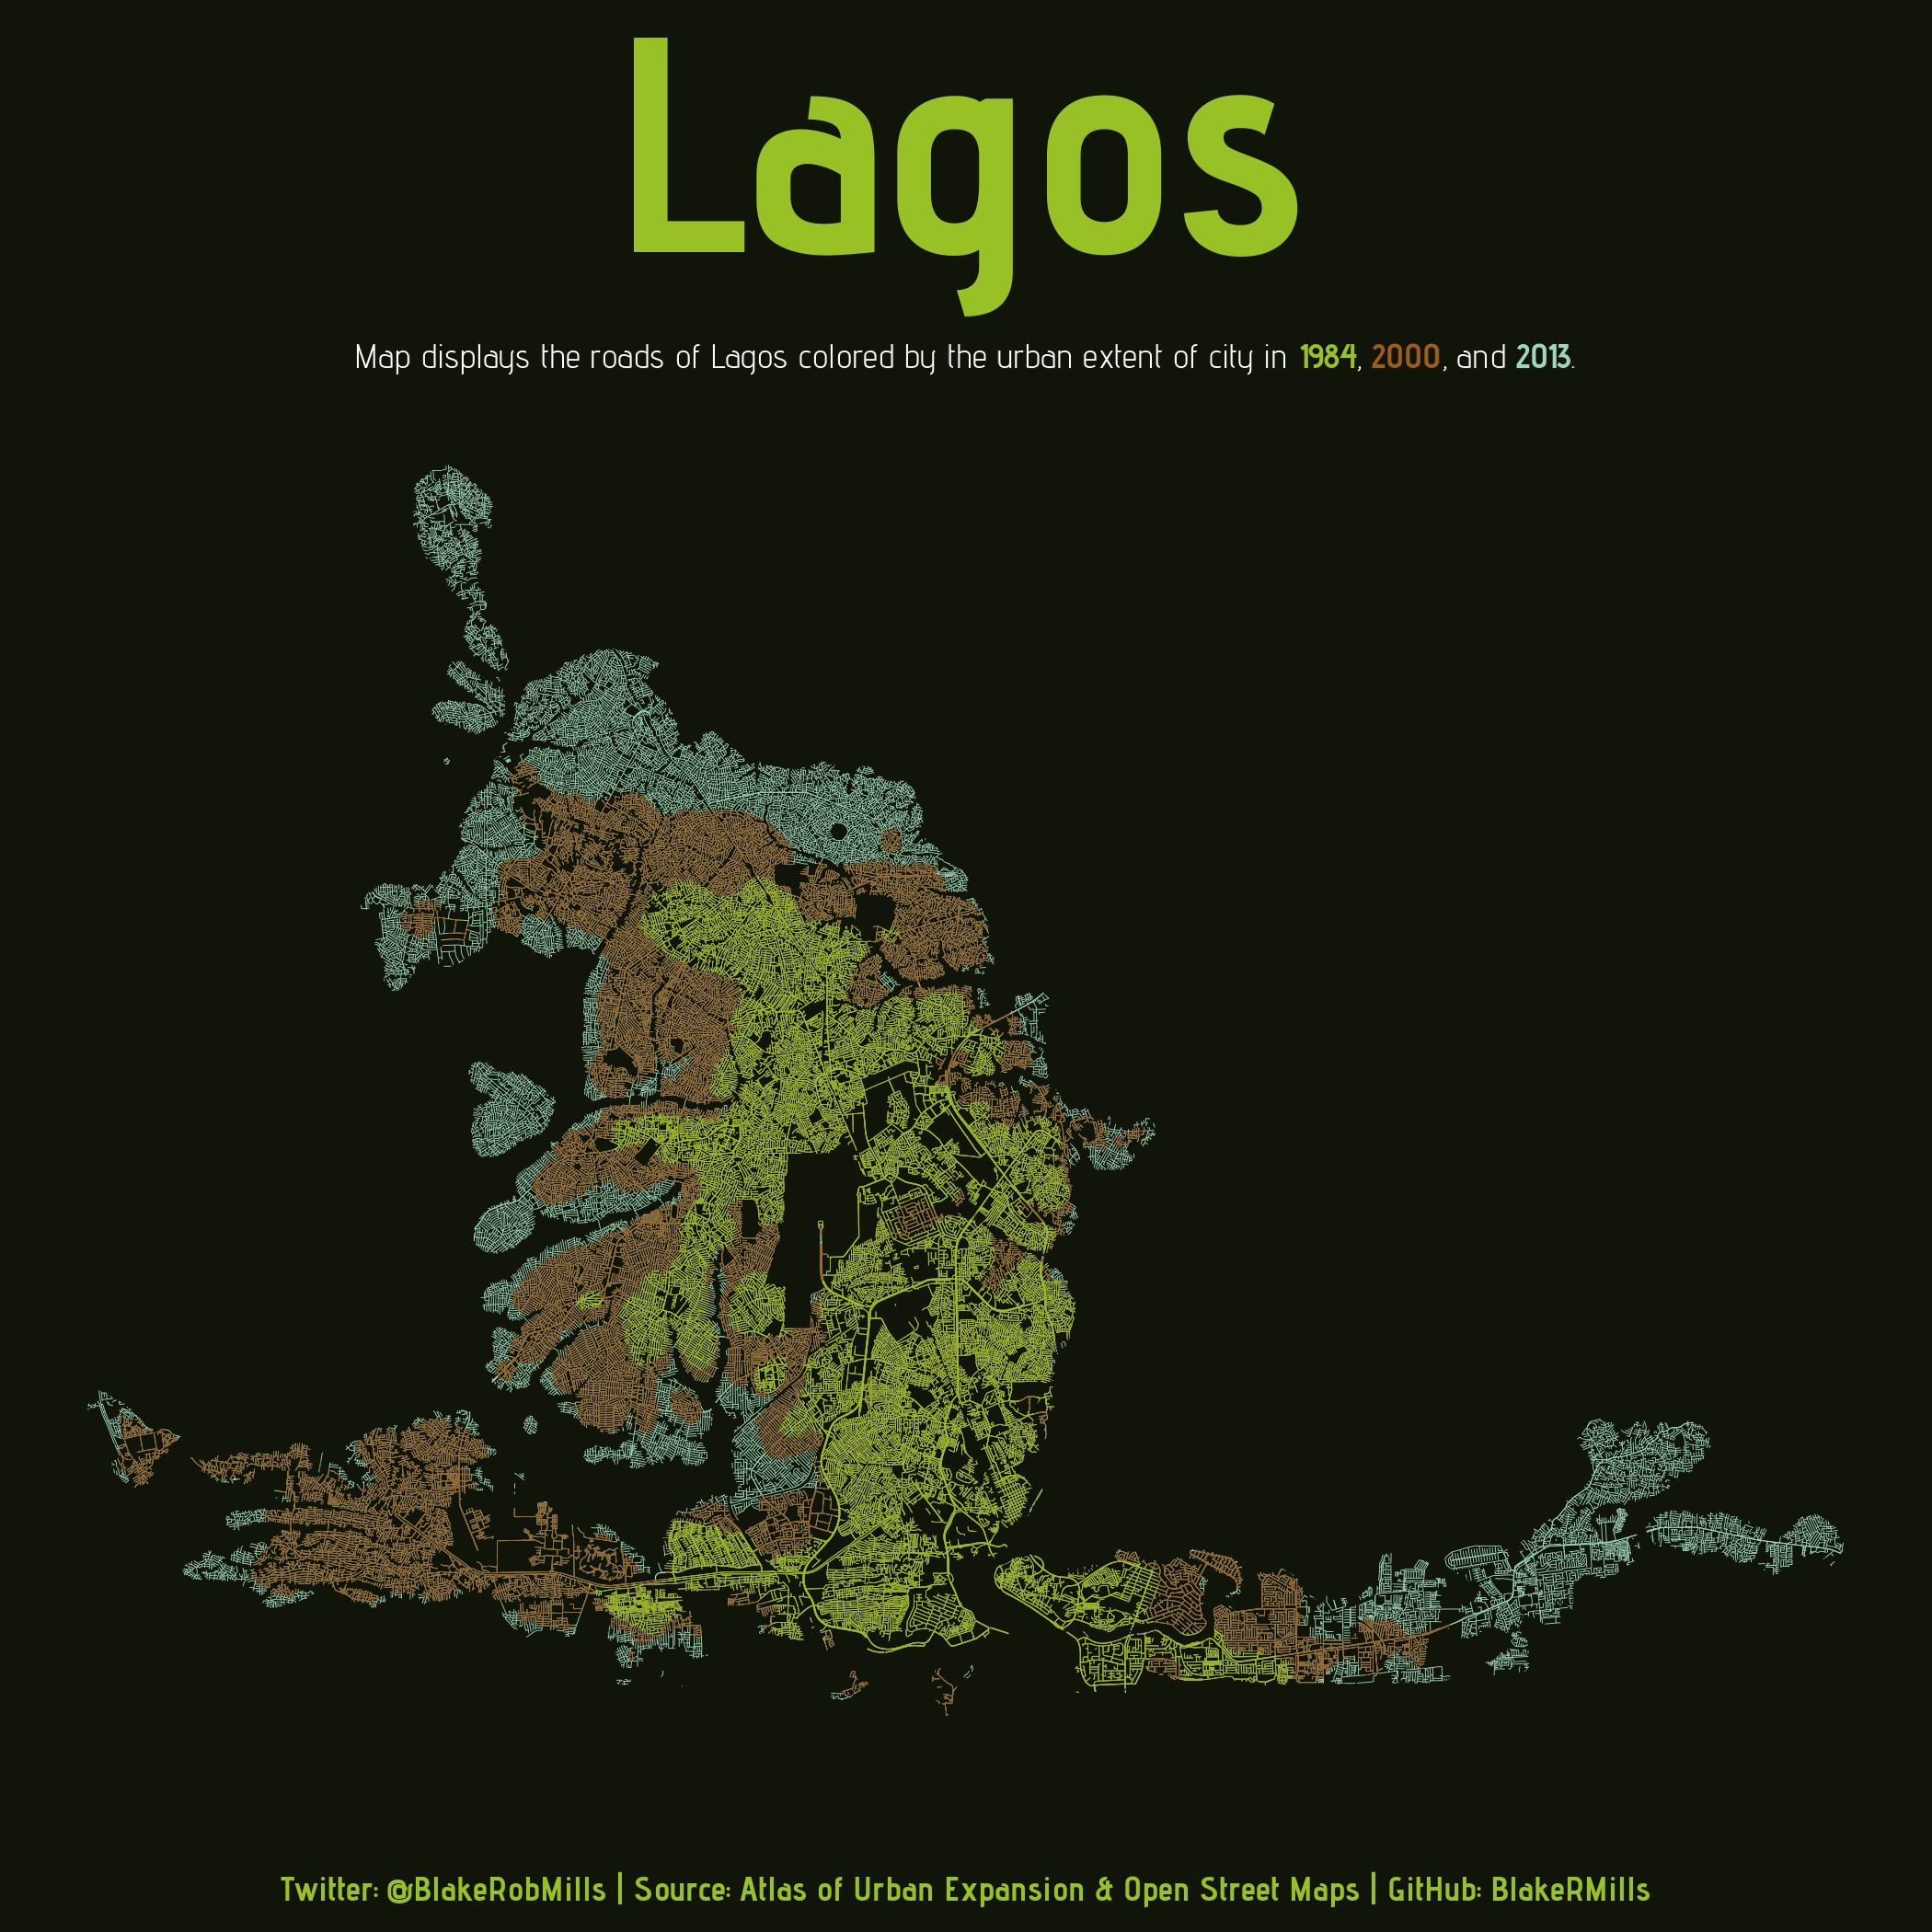 Lagos
Map displays the roads of Lagos colored by the urban extent of city in 1984, 2000, and 2013.
Twitter: @BlakeRobMills | Source: Atlas of Urban Expansion & Open Street Maps | GitHub: BlakeRMills